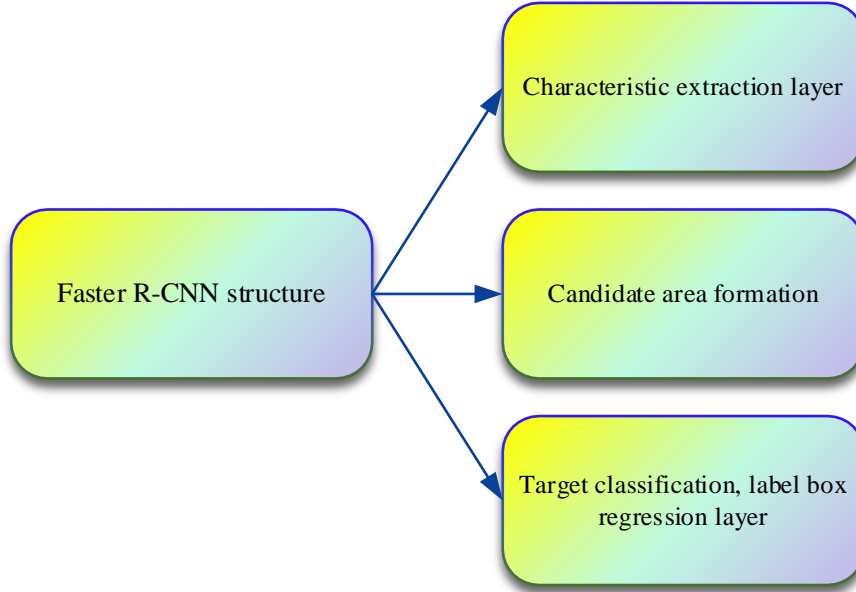 Characteristic extraction layer
Faster R-CNN structure
Candidate area formation
Target classification, label box
regression layer